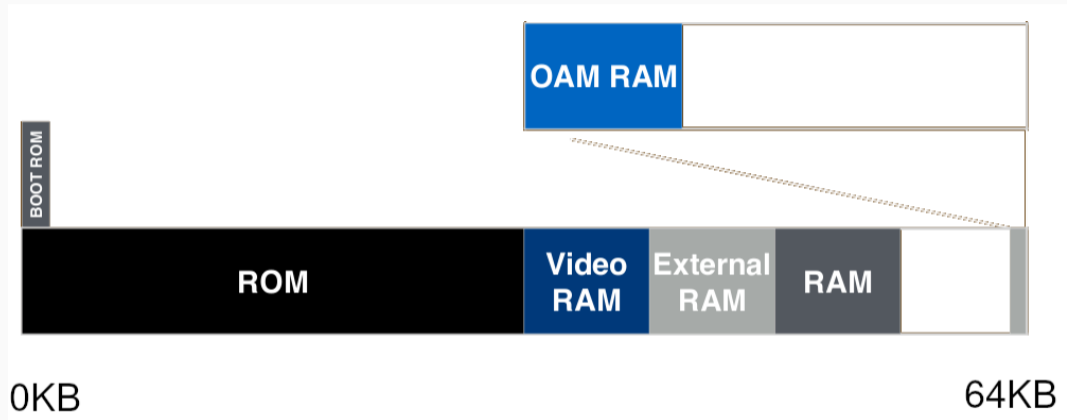 OAM RAM
BOOT ROM
ROM
Video
RAM
External
RAM
RAM
0KB
64KB